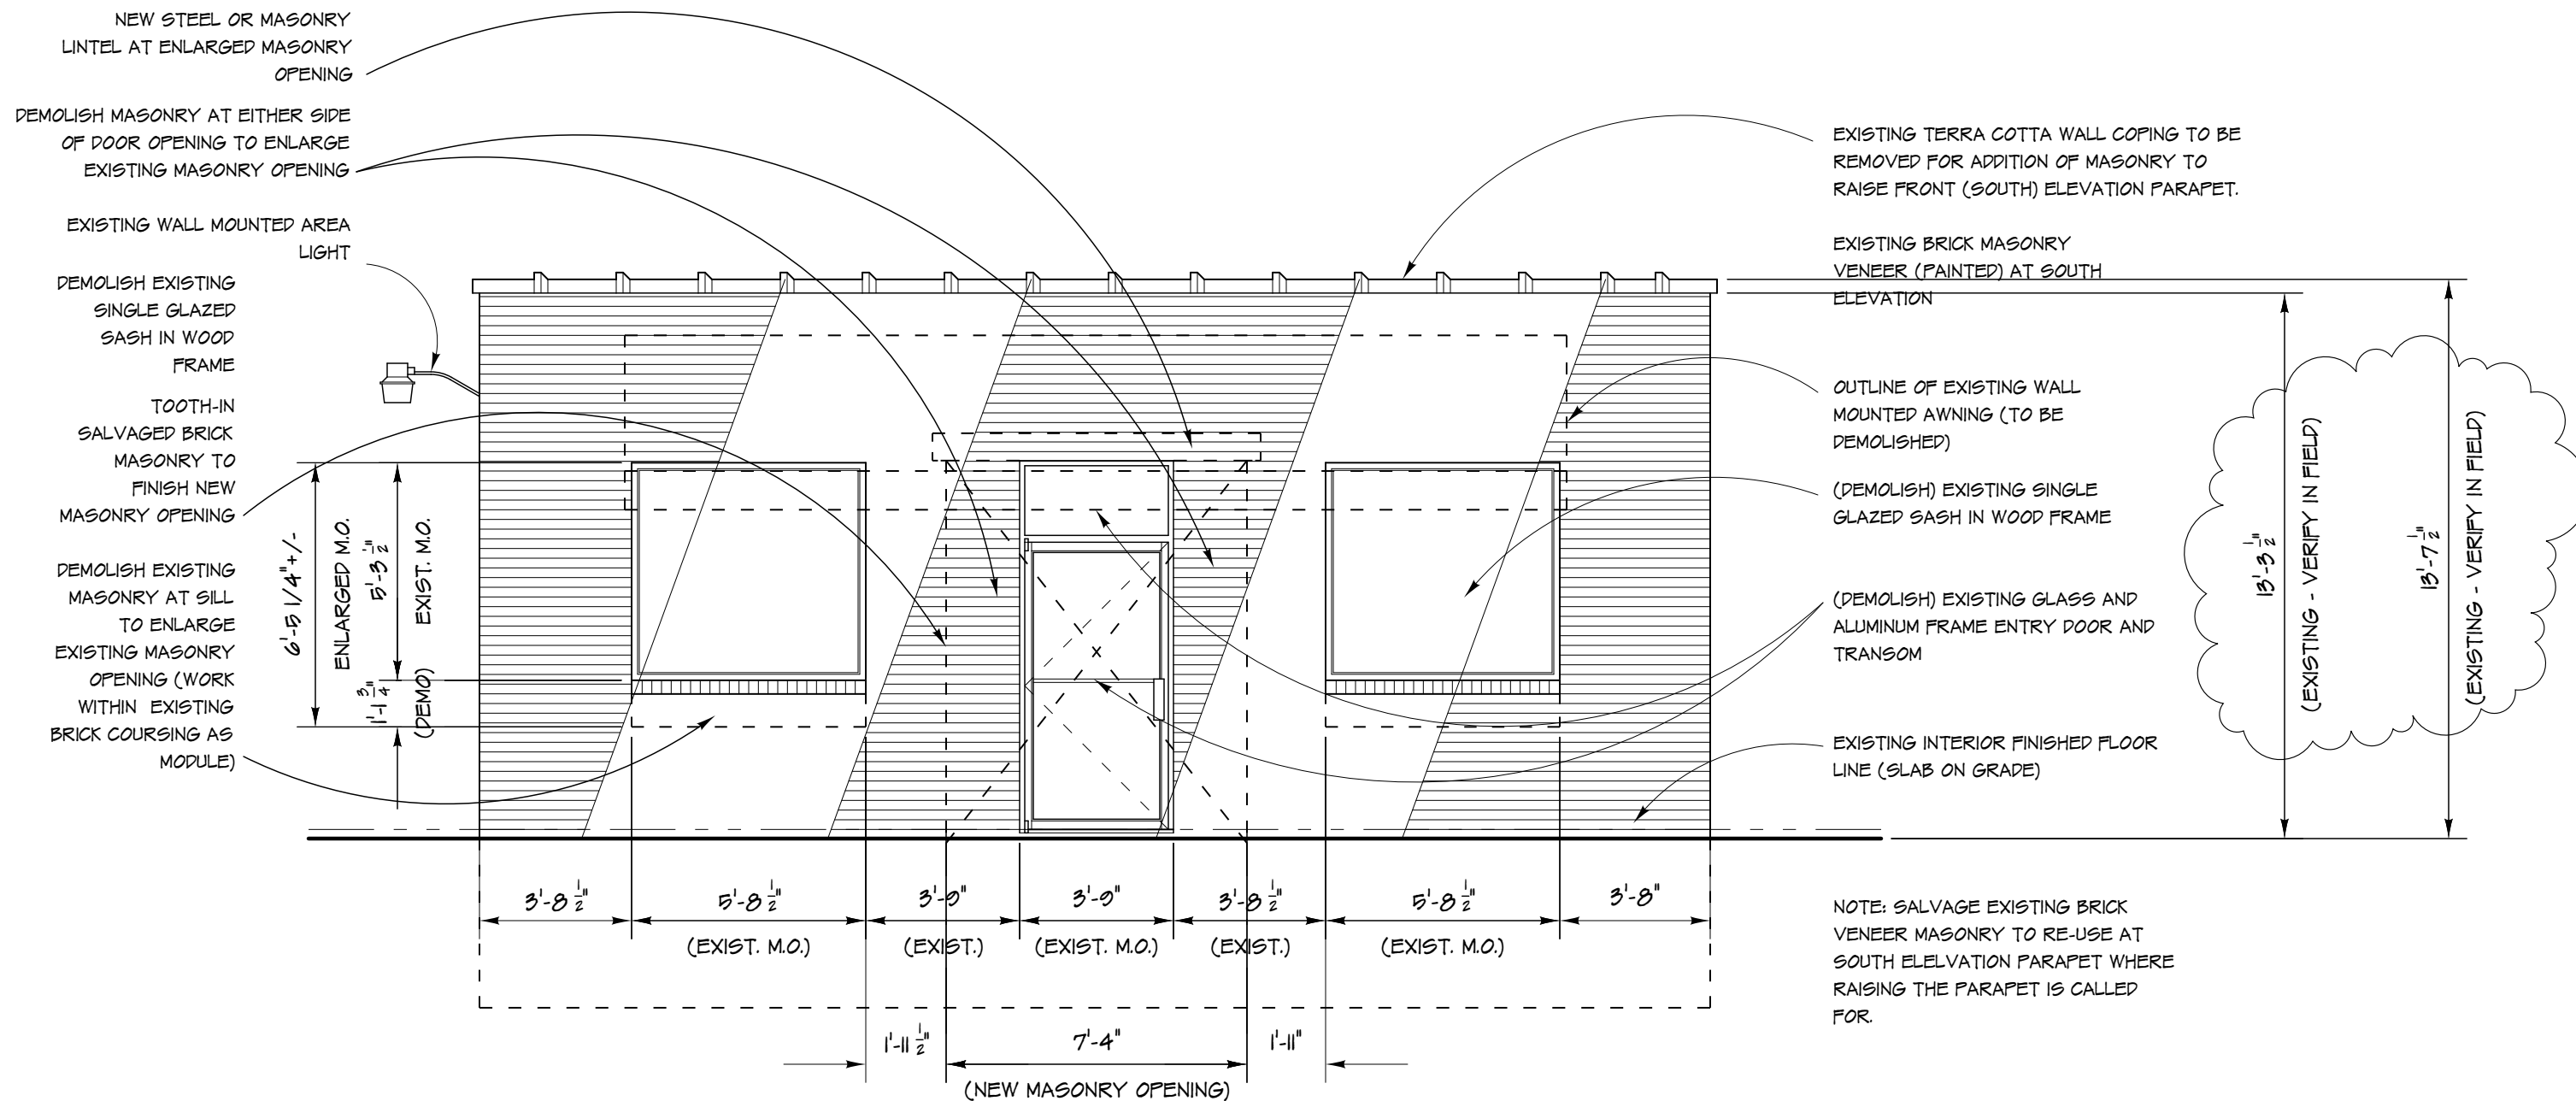 NEW STEEL OR MASONRY
LINTEL AT ENLARGED MASONRY
OPENING
DEMOLISH MASONRY AT EITHER SIDE
OF DOOR OPENING TO ENLARGE
EXISTING MASONRY OPENING
EXISTING WALL MOUNTED AREA
LIGHT
DEMOLISH EXISTING
SINGLE GLAZED
SASH IN WOOD
FRAME
TOOTH-IN
SALVAGED BRICK
MASONRY TO
FINISH NEW
MASONRY OPENING
DEMOLISH EXISTING
MASONRY AT SILL
TO ENLARGE
EXISTING MASONRY
OPENING (WORK
WITHIN EXISTING
BRICK COURSING AS
MODULE)
6'-5 1/4"+/-
ENLARGED M.O.
5'-3 1/2"
EXIST. M.O.
1'-1 3/4"
(DEMO)
EXISTING TERRA COTTA WALL COPING TO BE
REMOVED FOR ADDITION OF MASONRY TO
RAISE FRONT (SOUTH) ELEVATION PARAPET.
EXISTING BRICK MASONRY
VENEER (PAINTED) AT SOUTH
ELEVATION
OUTLINE OF EXISTING WALL
MOUNTED AWNING (TO BE
DEMOLISHED)
(DEMOLISH) EXISTING SINGLE
GLAZED SASH IN WOOD FRAME
(DEMOLISH) EXISTING GLASS AND
ALUMINUM FRAME ENTRY DOOR AND
TRANSOM
EXISTING INTERIOR FINISHED FLOOR
LINE (SLAB ON GRADE)
13'-3 1/2"
(EXISTING - VERIFY IN FIELD)
13'-7 1/2"
(EXISTING - VERIFY IN FIELD)
NOTE: SALVAGE EXISTING BRICK
VENEER MASONRY TO RE-USE AT
SOUTH ELELVATION PARAPET WHERE
RAISING THE PARAPET IS CALLED
FOR.
3'-8 1/2"
5'-8 1/2"
3'-9"
3'-9"
3'-8 1/2"
5'-8 1/2"
3'-8"
(EXIST. M.O.)
(EXIST.)
(EXIST. M.O.)
(EXIST.)
(EXIST. M.O.)
1'-11 1/2"
7'-4"
1'-11"
(NEW MASONRY OPENING)